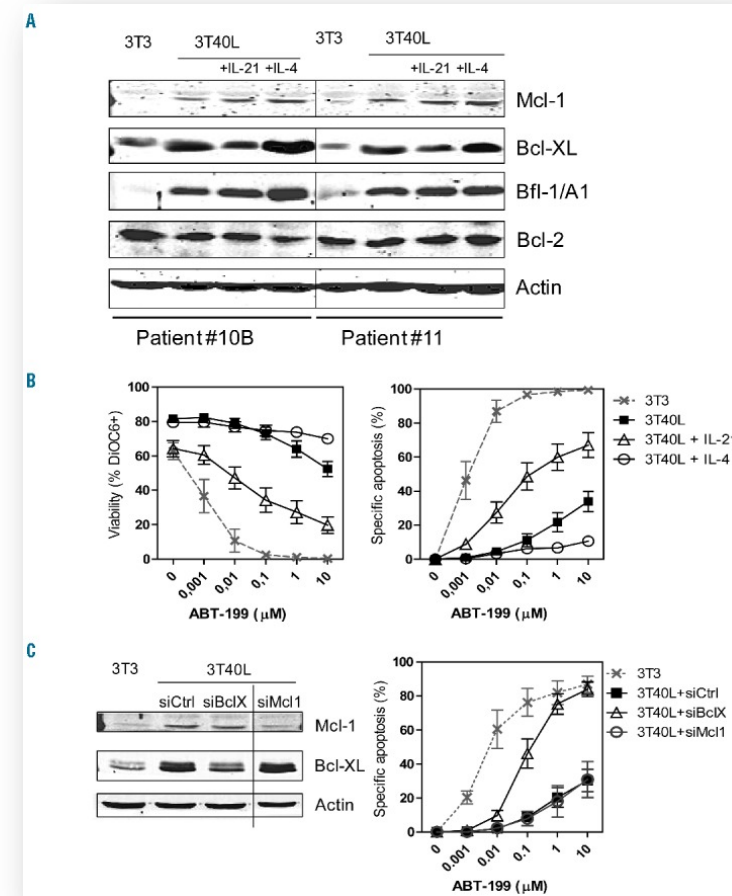 A
3T3 3T40L 3T3 3T40L
+IL-21 +IL-4 +IL-21 +IL-4
Mcl-1
Bcl-XL
Bfl-1/A1
Bcl-2
Actin
Patient #10B Patient #11
B
Viability (% DiOC6+)
100
80
60
40
20
0
0 0,001 0,01 0,1 1 10
ABT-199 (μM)
Specific apoptosis (%)
100
80
60
40
20
0
0 0,001 0,01 0,1 1 10
ABT-199 (μM)
3T3
3T40L
3T40L + IL-2
3T40L + IL-4
C
3T3 3T40L
siCtrl siBclX siMcl1
Mcl-1
Bcl-XL
Actin
Specific apoptosis (%)
100
80
60
40
20
0
0 0.001 0.01 0.1 1 10
ABT-199 (μM)
3T3
3T40L+siCtrl
3T40L+siBclX
3T40L+siMcl1